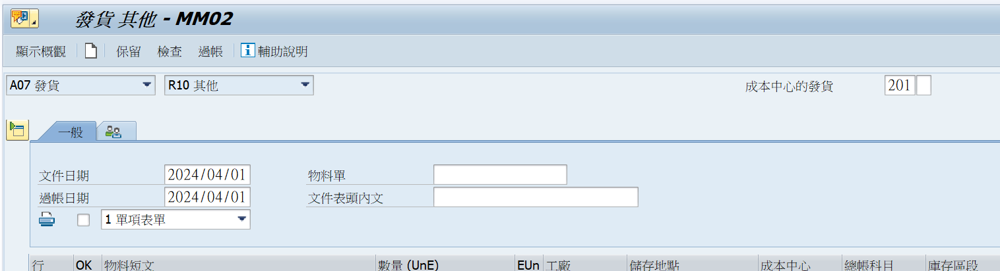 發貨 其他 - MM02
顯示概觀 保留 檢查 過帳 輔助說明
A07 發貨 R10 其他 成本中心的發貨 201
一般
文件日期 2024/04/01 物料單
過帳日期 2024/04/01 文件表頭內文
1 單項表單
行 OK 物料短文 數量 (UnE) EUn 工廠 儲存地點 成本中心 總帳科目 庫存區段